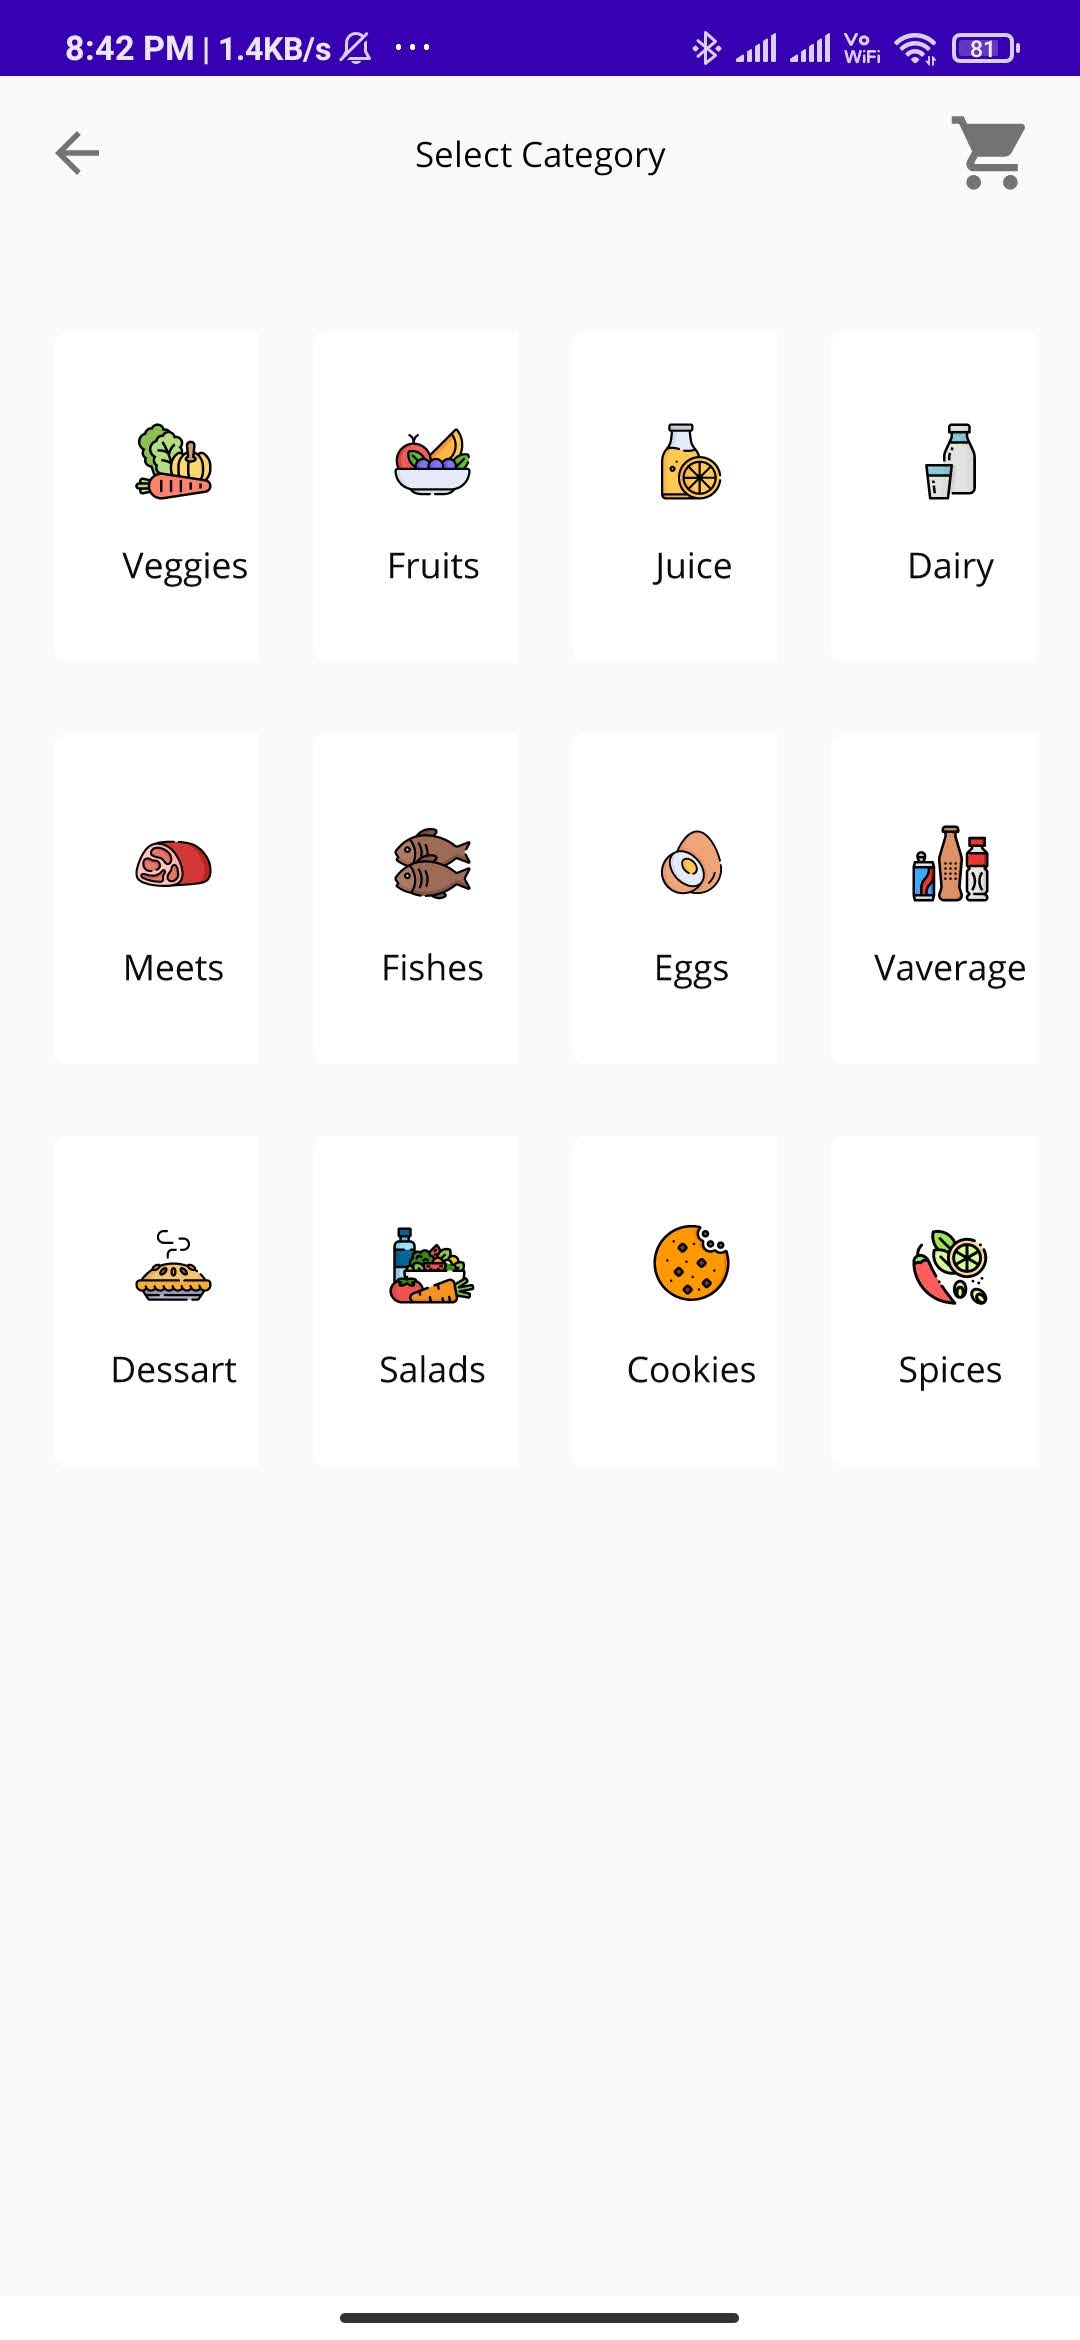 8:42 PM | 1.4KB/s ... Vo WiFi 81
Select Category
Veggies Fruits Juice Dairy
Meets Fishes Eggs Vaverage
Dessart Salads Cookies Spices